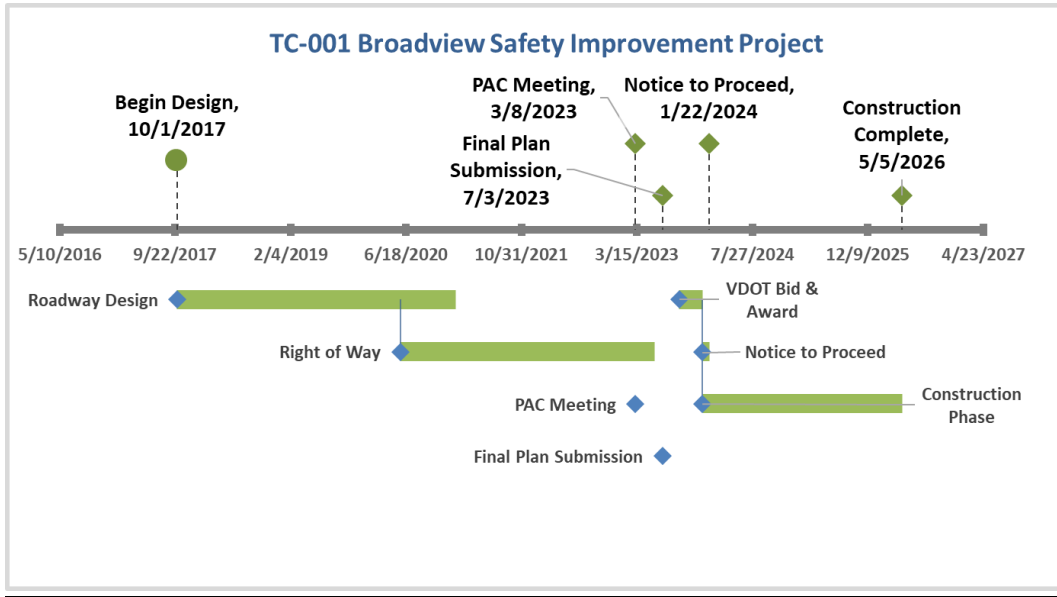 TC-001 Broadview Safety Improvement Project
Begin Design,
10/1/2017
PAC Meeting,
3/8/2023
Notice to Proceed,
1/22/2024
Final Plan
Submission,
7/3/2023
Construction
Complete,
5/5/2026
5/10/2016 9/22/2017 2/4/2019 6/18/2020 10/31/2021 3/15/2023 7/27/2024 12/9/2025 4/23/2027
Roadway Design
VDOT Bid &
Award
Right of Way
Notice to Proceed
PAC Meeting
Construction
Phase
Final Plan Submission